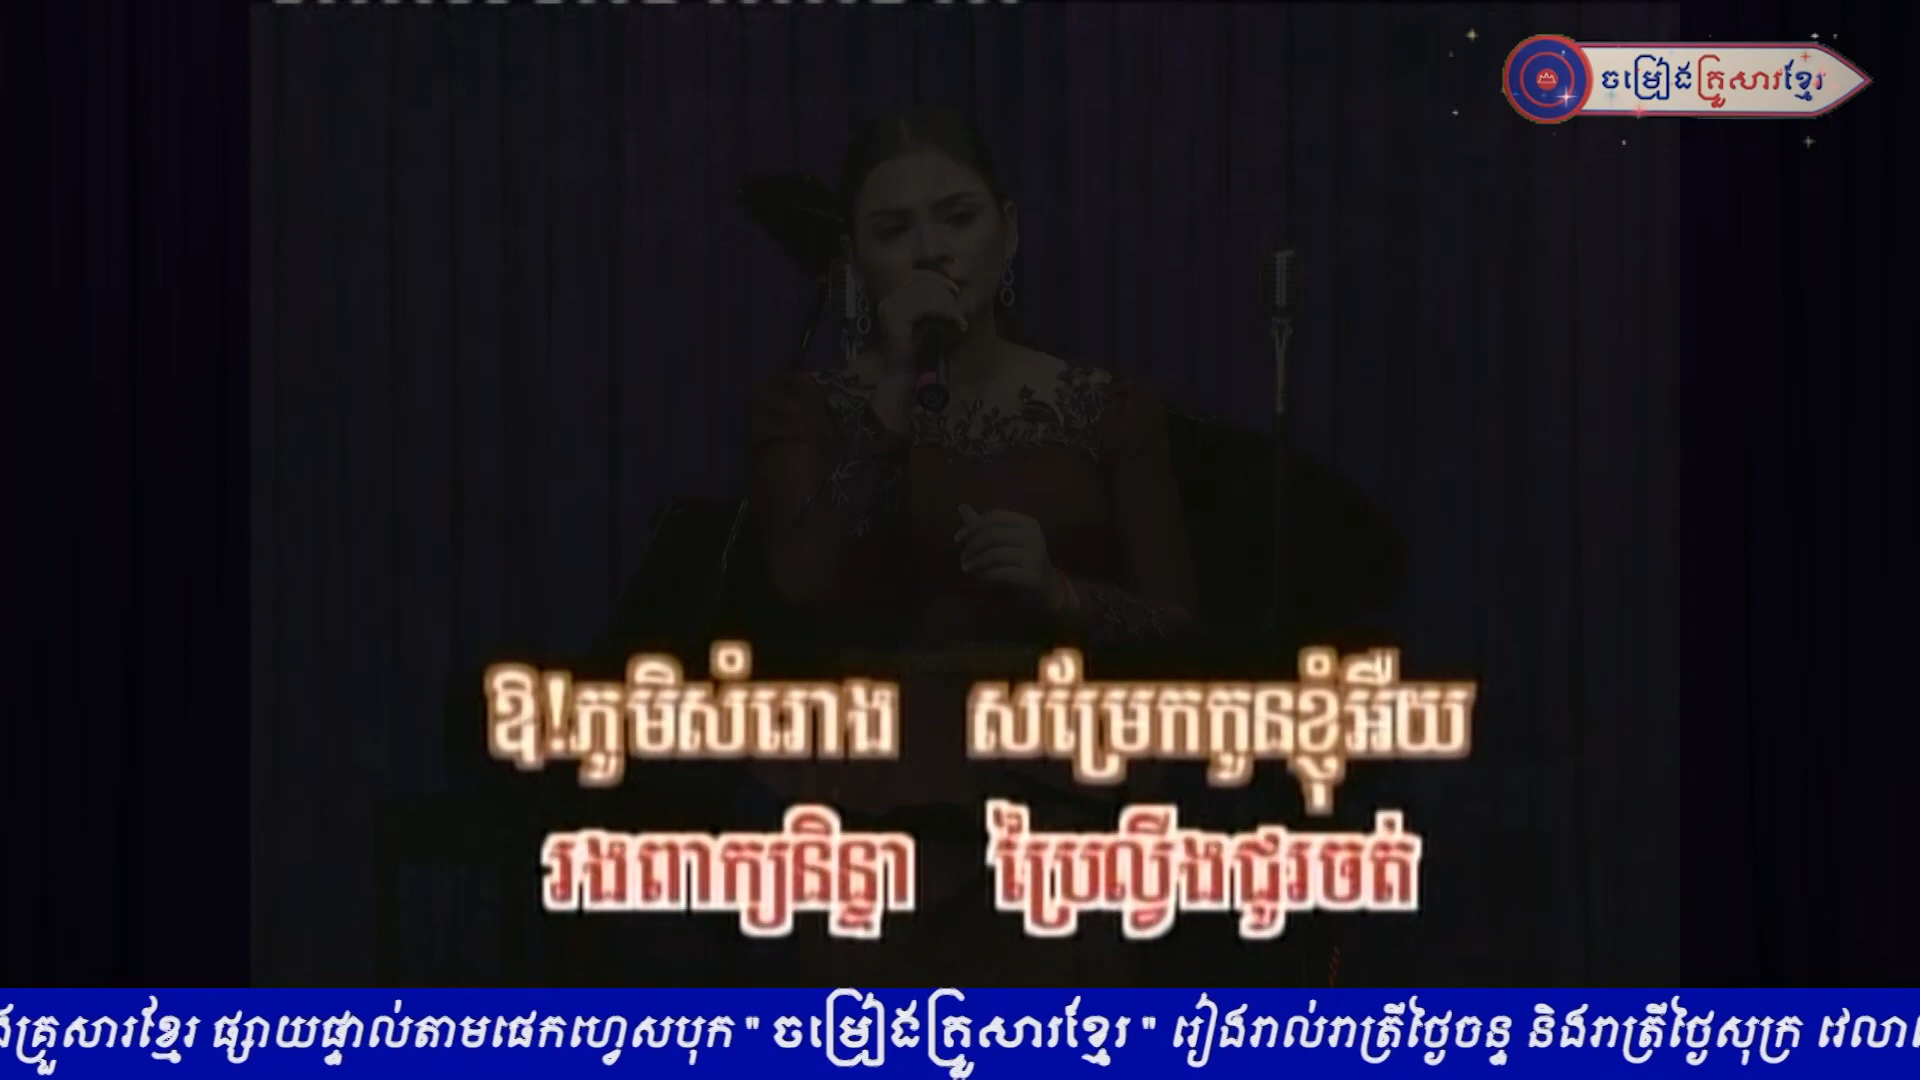 ចម្រៀងគ្រួសារខ្មែរ
ឱ!ភូមិសំរោង សម្រែកកូនខ្ញុំអឺយ
រងពាក្យនិន្ទា ប្រៃល្វីងជូរចត់
ងគ្រួសារខ្មែរ ផ្សាយផ្ទាល់តាមផេកហ្វេសបុក " ចម្រៀងគ្រួសារខ្មែរ " រៀងរាល់រាត្រីថ្ងៃចន្ទ និងរាត្រីថ្ងៃសុក្រ វេលា